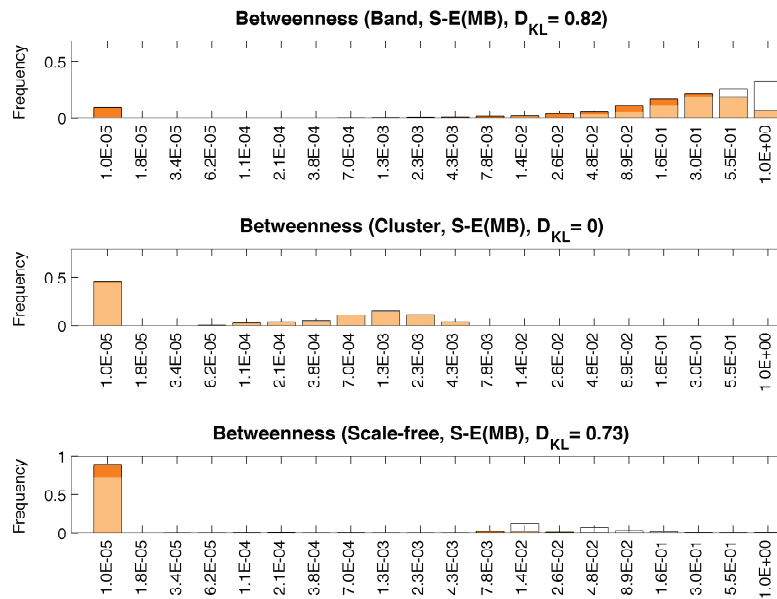 Betweenness (Band, S-E(MB), DKL= 0.82)
Frequency
0.5
0
1.0E-05 1.8E-05 3.4E-05 6.2E-05 1.1E-04 2.1E-04 3.8E-04 7.0E-04 1.3E-03 2.3E-03 4.3E-03 7.8E-03 1.4E-02 2.6E-02 4.8E-02 8.9E-02 1.6E-01 3.0E-01 5.5E-01 1.0E+00
Betweenness (Cluster, S-E(MB), DKL= 0)
Frequency
0.5
0
1.0E-05 1.8E-05 3.4E-05 6.2E-05 1.1E-04 2.1E-04 3.8E-04 7.0E-04 1.3E-03 2.3E-03 4.3E-03 7.8E-03 1.4E-02 2.6E-02 4.8E-02 8.9E-02 1.6E-01 3.0E-01 5.5E-01 1.0E+00
Betweenness (Scale-free, S-E(MB), DKL= 0.73)
Frequency
1
0.5
0
1.0E-05 1.8E-05 3.4E-05 6.2E-05 1.1E-04 2.1E-04 3.8E-04 7.0E-04 1.3E-03 2.3E-03 4.3E-03 7.8E-03 1.4E-02 2.6E-02 4.8E-02 8.9E-02 1.6E-01 3.0E-01 5.5E-01 1.0E+00